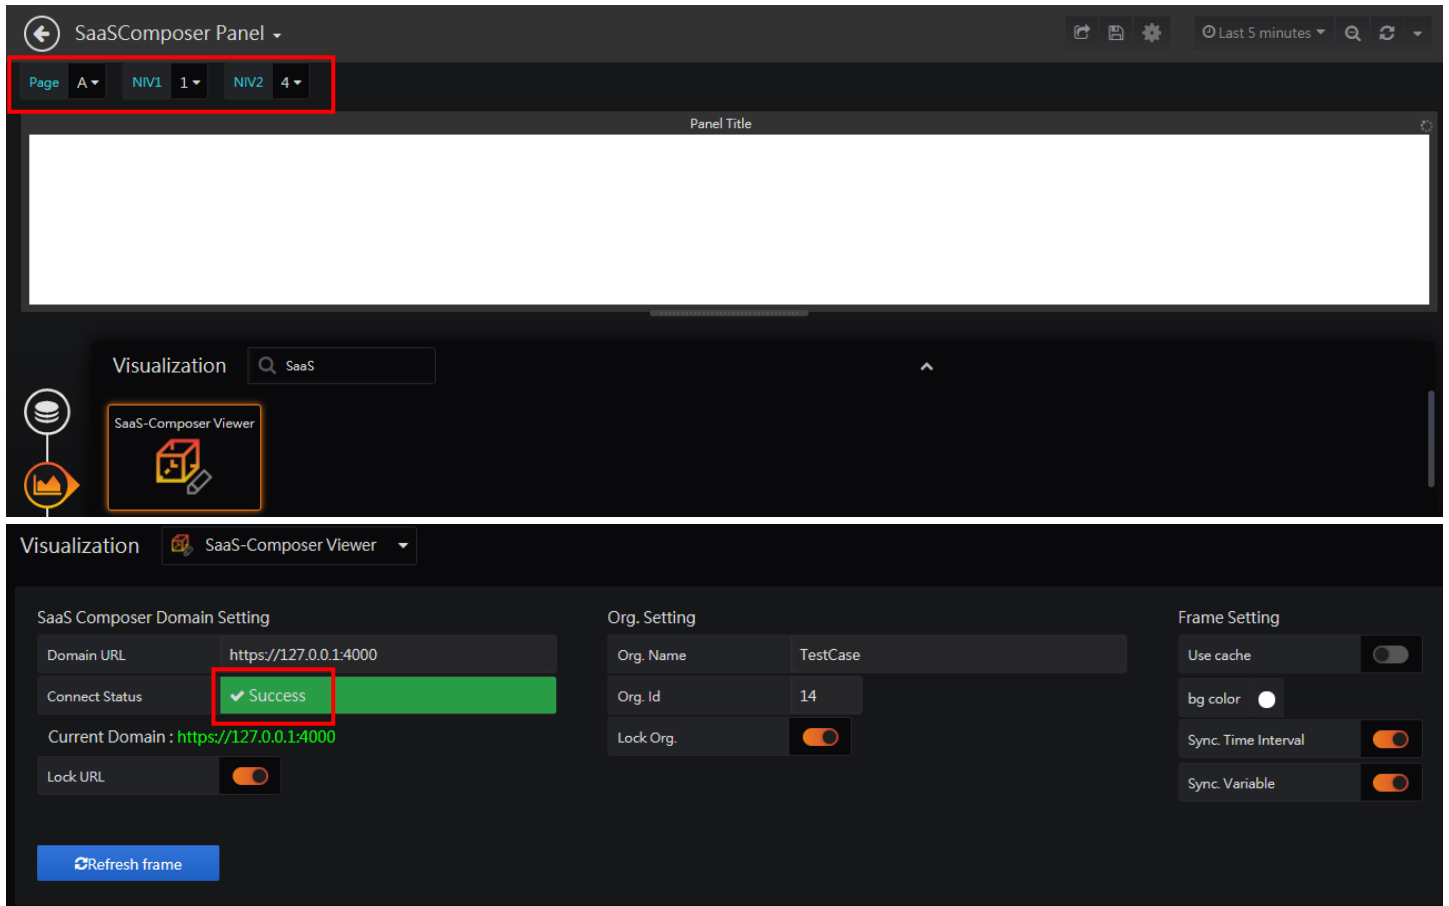 SaaSComposer Panel
Last 5 minutes
Page A NIV1 1 NIV2 4
Panel Title
Visualization SaaS
SaaS-Composer Viewer
Visualization SaaS-Composer Viewer
SaaS Composer Domain Setting
Domain URL https://127.0.0.1:4000
Connect Status Success
Current Domain : https://127.0.0.1:4000
Lock URL
Refresh frame
Org. Setting
Org. Name TestCase
Org. Id 14
Lock Org.
Frame Setting
Use cache
bg color
Sync. Time Interval
Sync. Variable